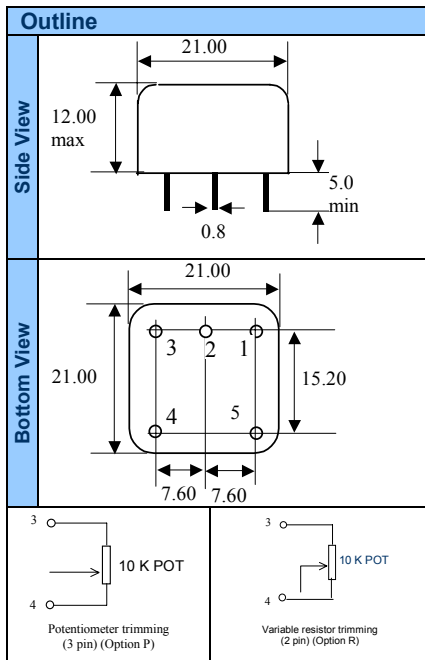 Outline
Side View
21.00
12.00
max
5.0
min
0.8
Bottom View
21.00
3 2 1
21.00
15.20
4 5
7.60 7.60
3
10 K POT
4
Potentiometer trimming
(3 pin) (Option P)
3
10 K POT
4
Variable resistor trimming
(2 pin) (Option R)